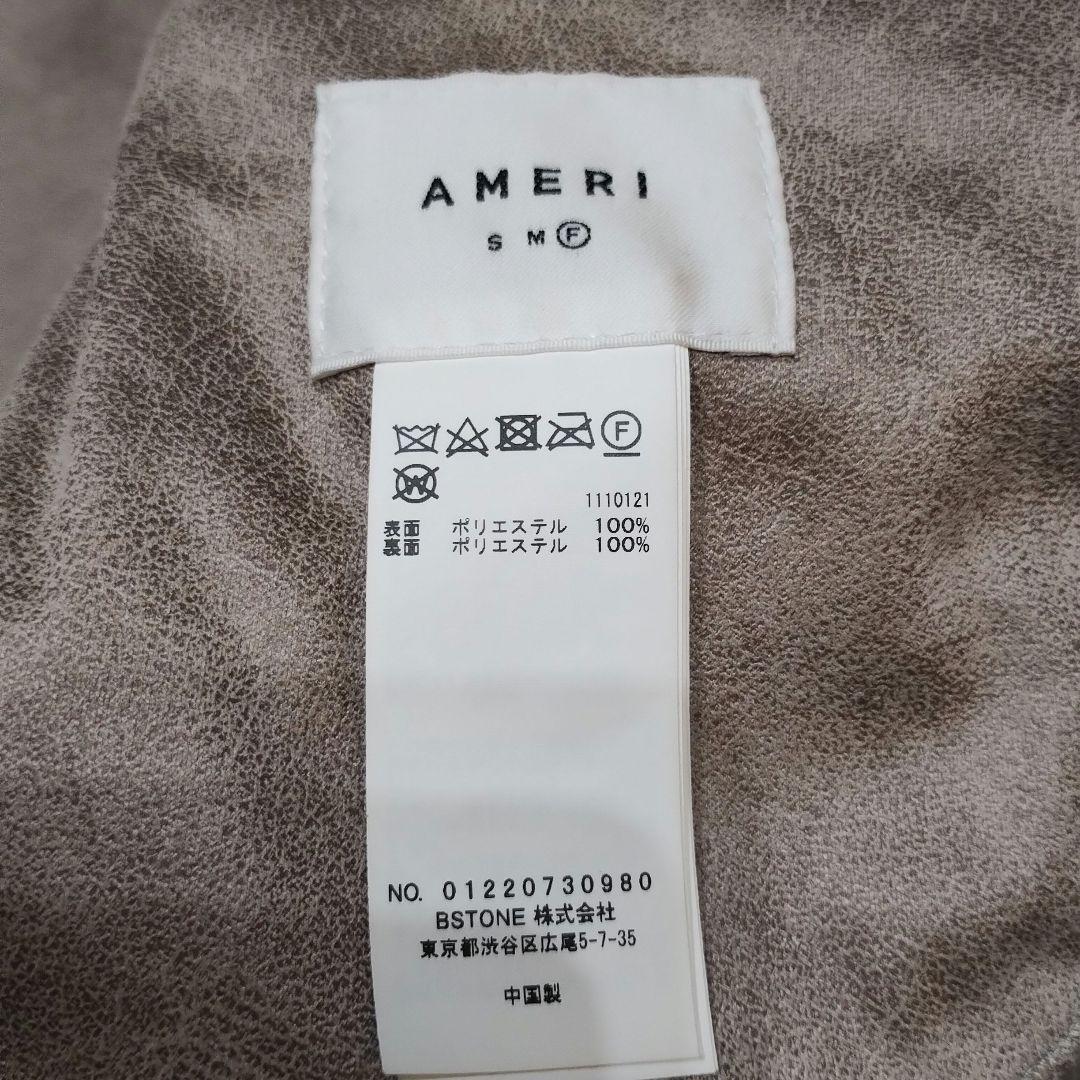 AMERI
S M F
F
W
1110121
表面 ポリエステル 100%
裏面 ポリエステル 100%
NO. 01220730980
BSTONE 株式会社
東京都渋谷区広尾5-7-35
中国製